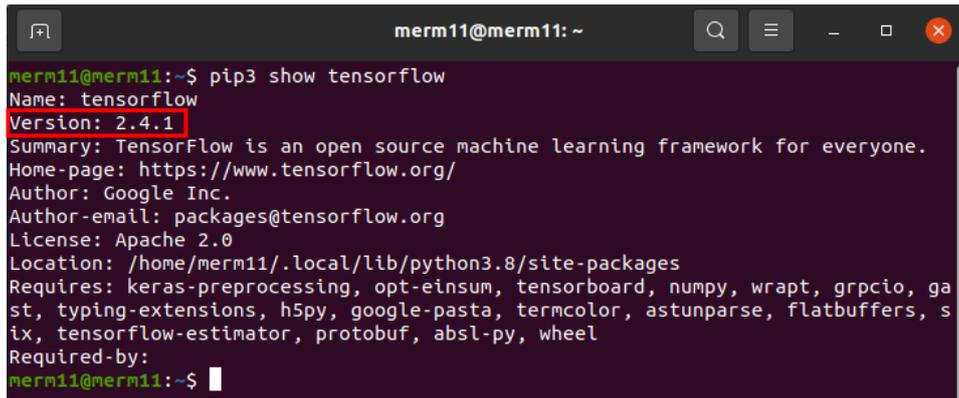 merm11@merm11: ~
merm11@merm11:~$ pip3 show tensorflow
Name: tensorflow
Version: 2.4.1
Summary: TensorFlow is an open source machine learning framework for everyone.
Home-page: https://www.tensorflow.org/
Author: Google Inc.
Author-email: packages@tensorflow.org
License: Apache 2.0
Location: /home/merm11/.local/lib/python3.8/site-packages
Requires: keras-preprocessing, opt-einsum, tensorboard, numpy, wrapt, grpcio, ga
st, typing-extensions, h5py, google-pasta, termcolor, astunparse, flatbuffers, s
ix, tensorflow-estimator, protobuf, absl-py, wheel
Required-by:
merm11@merm11:~$